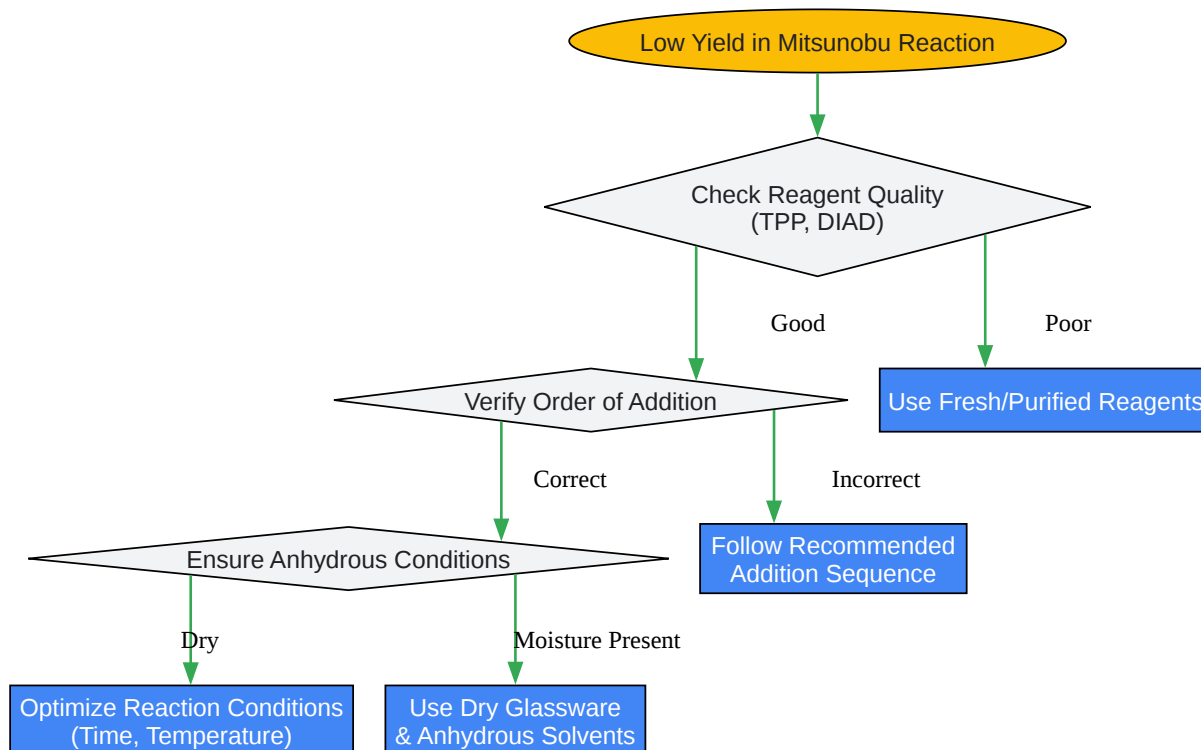 Low Yield in Mitsunobu Reaction
Check Reagent Quality
(TPP, DIAD)
Good
Poor
Verify Order of Addition
Use Fresh/Purified Reagents
Correct
Incorrect
Ensure Anhydrous Conditions
Follow Recommended
Addition Sequence
Dry
Moisture Present
Optimize Reaction Conditions
(Time, Temperature)
Use Dry Glassware
& Anhydrous Solvents